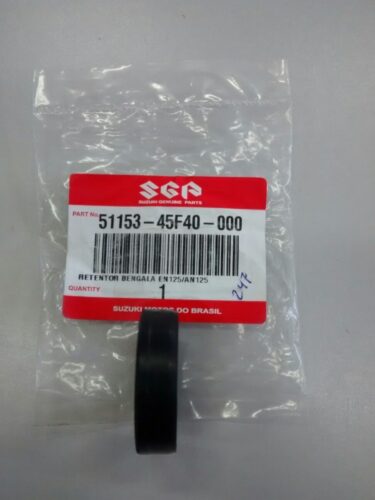 SGP
SUZUKI GENUINE PARTS
PART No. 51153-45F40-000
RETENTOR BENGALA EN125/AN125
QUANTITY 1
247
SUZUKI MOTOS DO BRASIL